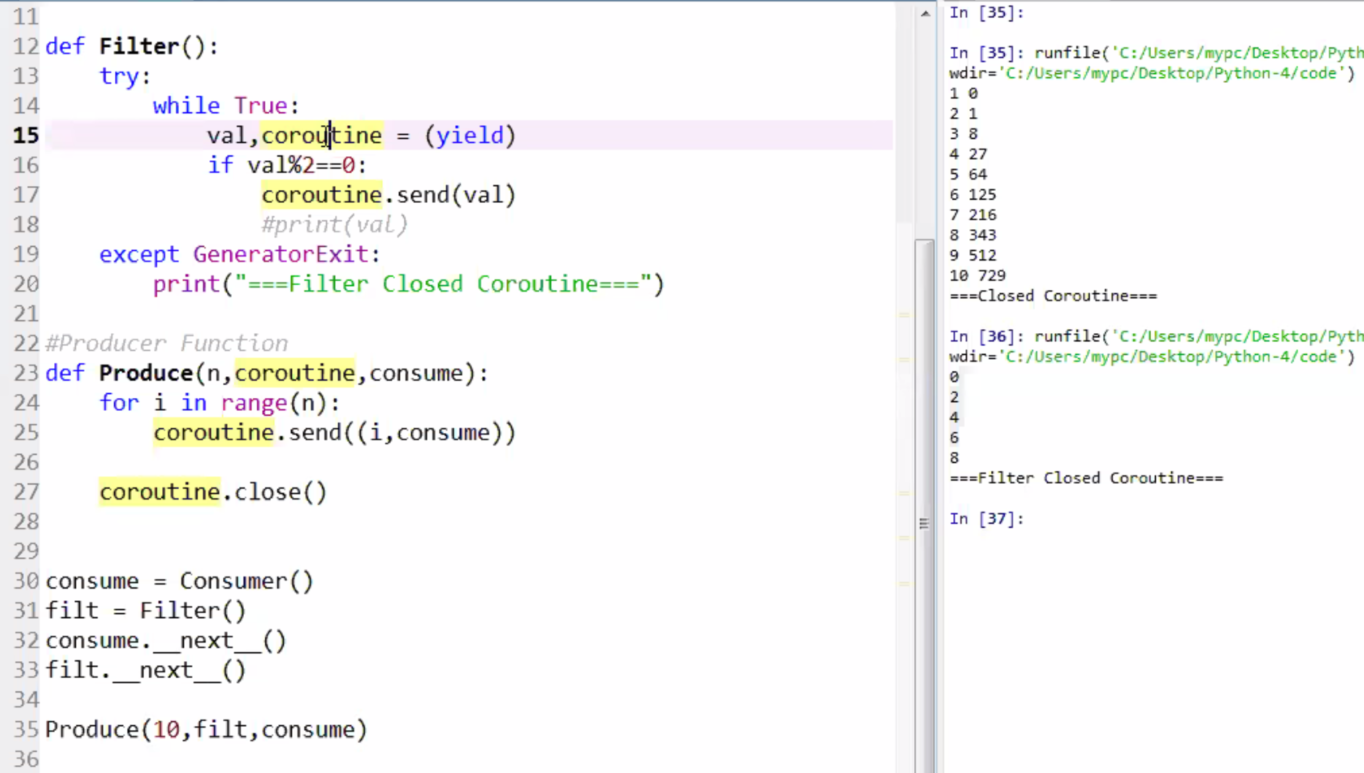 11
12 def Filter():
13     try:
14         while True:
15             val,coroutine = (yield)
16             if val%2==0:
17                 coroutine.send(val)
18                 #print(val)
19     except GeneratorExit:
20         print("===Filter Closed Coroutine===")
21
22 #Producer Function
23 def Produce(n,coroutine,consume):
24     for i in range(n):
25         coroutine.send((i,consume))
26
27     coroutine.close()
28
29
30 consume = Consumer()
31 filt = Filter()
32 consume.__next__()
33 filt.__next__()
34
35 Produce(10,filt,consume)
36
In [35]:
In [35]: runfile('C:/Users/mypc/Desktop/Pyth
wdir='C:/Users/mypc/Desktop/Python-4/code')
1 0
2 1
3 8
4 27
5 64
6 125
7 216
8 343
9 512
10 729
===Closed Coroutine===
In [36]: runfile('C:/Users/mypc/Desktop/Pyth
wdir='C:/Users/mypc/Desktop/Python-4/code')
0
2
4
6
8
===Filter Closed Coroutine===
In [37]: